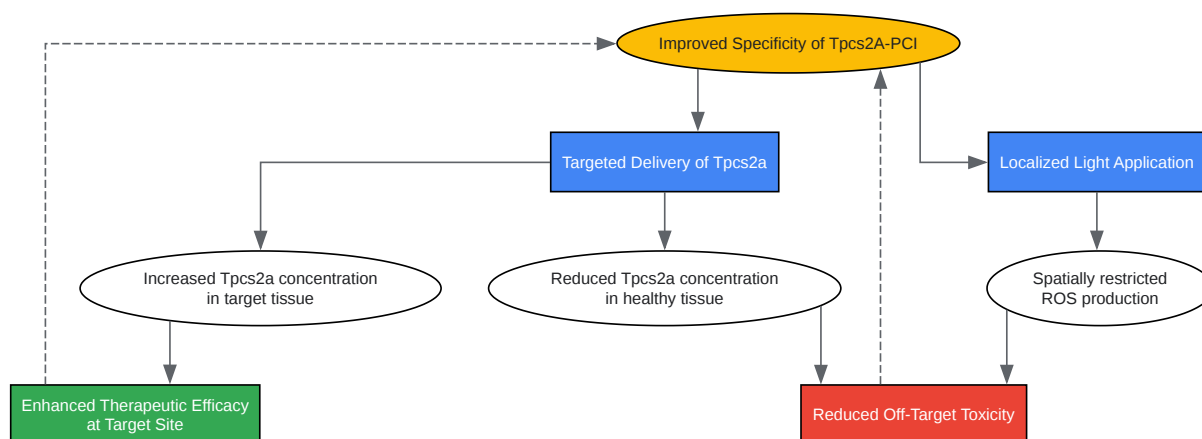 Improved Specificity of Tpcs2A-PCI
Targeted Delivery of Tpcs2a
Localized Light Application
Increased Tpcs2a concentration
in target tissue
Reduced Tpcs2a concentration
in healthy tissue
Spatially restricted
ROS production
Enhanced Therapeutic Efficacy
at Target Site
Reduced Off-Target Toxicity